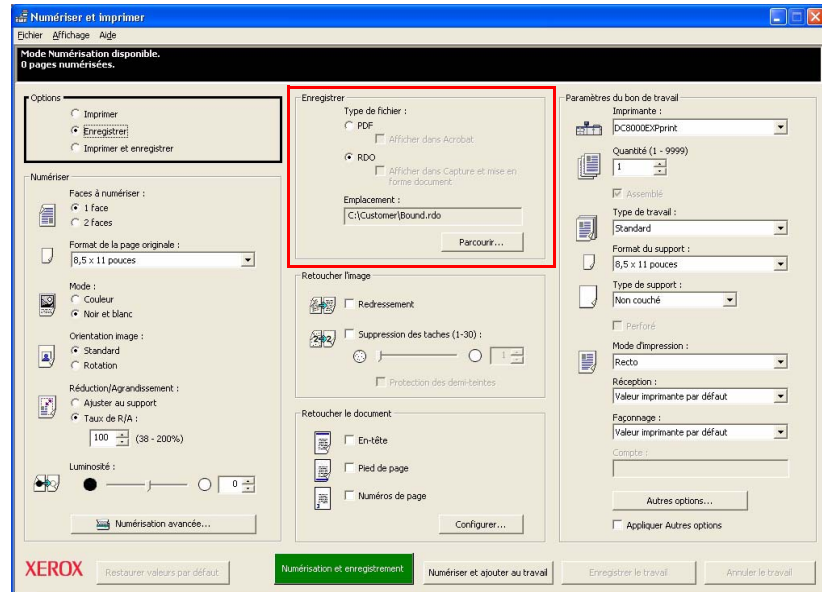 Numériser et imprimer
Fichier Affichage Aide
Mode Numérisation disponible.
0 pages numérisées.
Options
Imprimer
Enregistrer
Imprimer et enregistrer
Numériser
Faces à numériser :
1 face
2 faces
Format de la page originale :
8,5 x 11 pouces
Mode :
Couleur
Noir et blanc
Orientation image :
Standard
Rotation
Réduction/Agrandissement :
Ajuster au support
Taux de R/A :
100 (38 - 200%)
Luminosité :
0
Numérisation avancée...
Enregistrer
Type de fichier :
PDF
Afficher dans Acrobat
RDO
Afficher dans Capture et mise en
forme document
Emplacement :
C:\Customer\Bound.rdo
Parcourir...
Retoucher l'image
Redressement
Suppression des taches (1-30) :
1
Protection des demi-teintes
Retoucher le document
En-tête
Pied de page
Numéros de page
Configurer...
Paramètres du bon de travail
Imprimante :
DC8000EXPprint
Quantité (1 - 9999)
1
Assemblé
Type de travail :
Standard
Format du support :
8,5 x 11 pouces
Type de support :
Non couché
Perforé
Mode d'impression :
Recto
Réception :
Valeur imprimante par défaut
Façonnage :
Valeur imprimante par défaut
Compte :
Autres options...
Appliquer Autres options
XEROX
Restaurer valeurs par défaut
Numérisation et enregistrement
Numériser et ajouter au travail
Enregistrer le travail
Annuler le travail